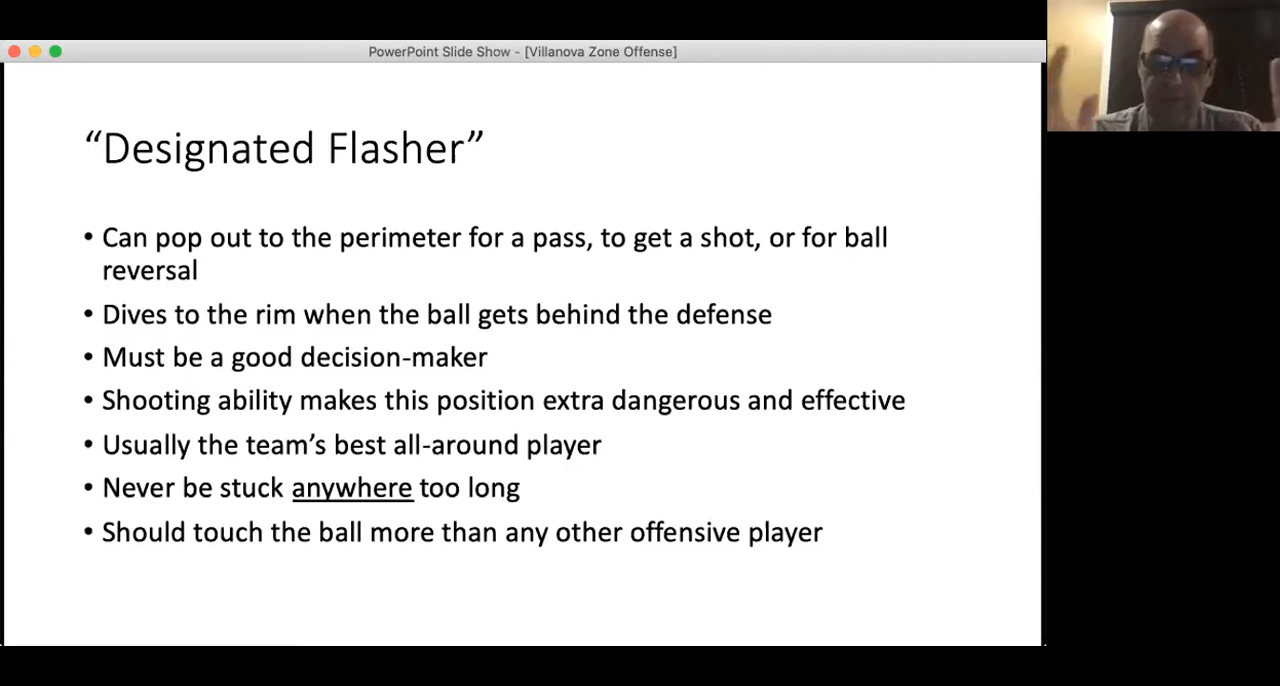 PowerPoint Slide Show - [Villanova Zone Offense]
“Designated Flasher”
• Can pop out to the perimeter for a pass, to get a shot, or for ball
reversal
• Dives to the rim when the ball gets behind the defense
• Must be a good decision-maker
• Shooting ability makes this position extra dangerous and effective
• Usually the team’s best all-around player
• Never be stuck anywhere too long
• Should touch the ball more than any other offensive player